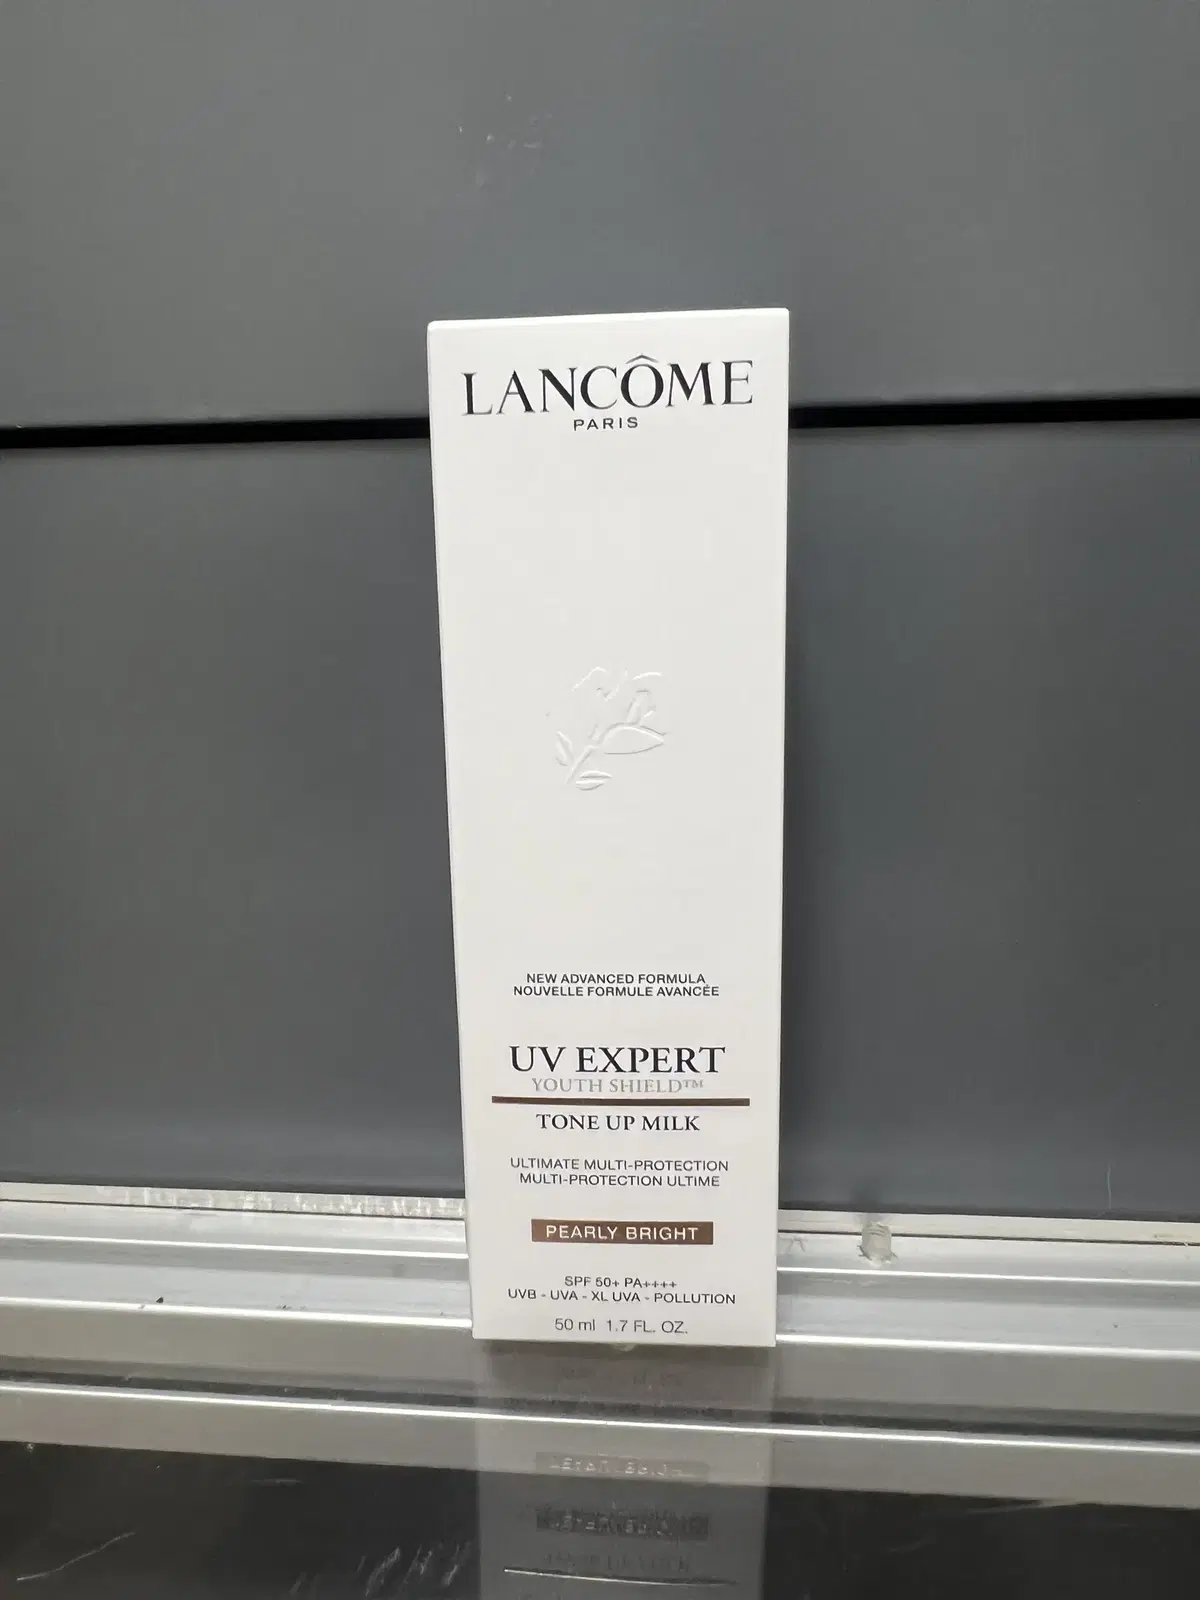 LANCÔME
PARIS
NEW ADVANCED FORMULA
NOUVELLE FORMULE AVANCÉE
UV EXPERT
YOUTH SHIELD™
TONE UP MILK
ULTIMATE MULTI-PROTECTION
MULTI-PROTECTION ULTIME
PEARLY BRIGHT
SPF 50+ PA++++
UVB - UVA - XL UVA - POLLUTION
50 ml 1.7 FL. OZ.